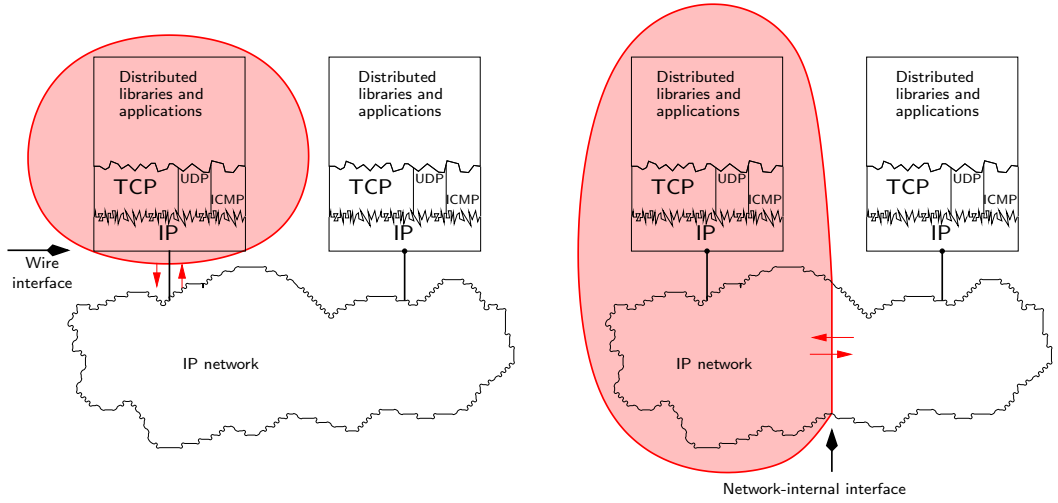 Distributed
libraries and
applications
TCP
UDP
ICMP
IP
Distributed
libraries and
applications
TCP
UDP
ICMP
IP
Wire
interface
IP network
Distributed
libraries and
applications
TCP
UDP
ICMP
IP
Distributed
libraries and
applications
TCP
UDP
ICMP
IP
IP network
Network-internal interface